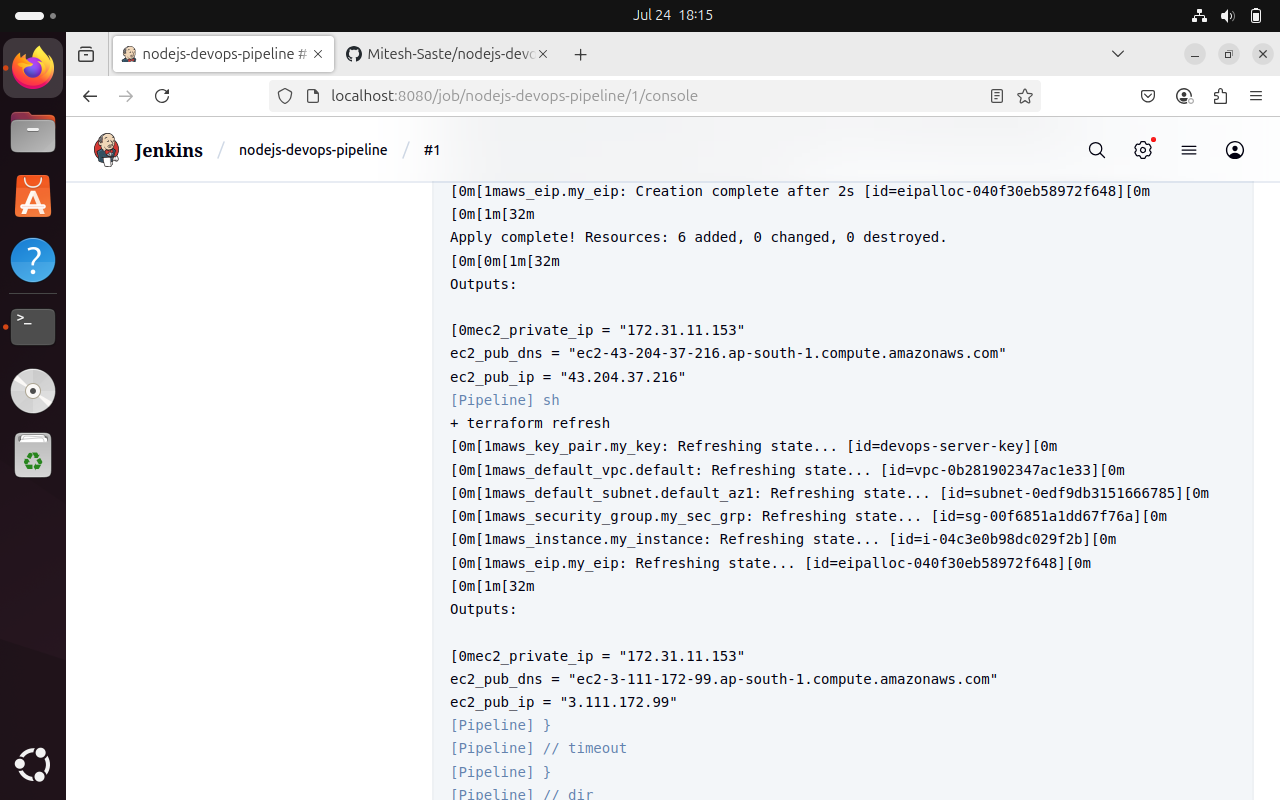 Jul 24 18:15
nodejs-devops-pipeline #
Mitesh-Saste/nodejs-devo
localhost:8080/job/nodejs-devops-pipeline/1/console
Jenkins / nodejs-devops-pipeline / #1
[0m[1maws_eip.my_eip: Creation complete after 2s [id=eipalloc-040f30eb58972f648][0m
[0m[1m[32m
Apply complete! Resources: 6 added, 0 changed, 0 destroyed.
[0m[0m[1m[32m
Outputs:
[0mec2_private_ip = "172.31.11.153"
ec2_pub_dns = "ec2-43-204-37-216.ap-south-1.compute.amazonaws.com"
ec2_pub_ip = "43.204.37.216"
[Pipeline] sh
+ terraform refresh
[0m[1maws_key_pair.my_key: Refreshing state... [id=devops-server-key][0m
[0m[1maws_default_vpc.default: Refreshing state... [id=vpc-0b281902347ac1e33][0m
[0m[1maws_default_subnet.default_az1: Refreshing state... [id=subnet-0edf9db3151666785][0m
[0m[1maws_security_group.my_sec_grp: Refreshing state... [id=sg-00f6851a1dd67f76a][0m
[0m[1maws_instance.my_instance: Refreshing state... [id=i-04c3e0b98dc029f2b][0m
[0m[1maws_eip.my_eip: Refreshing state... [id=eipalloc-040f30eb58972f648][0m
[0m[1m[32m
Outputs:
[0mec2_private_ip = "172.31.11.153"
ec2_pub_dns = "ec2-3-111-172-99.ap-south-1.compute.amazonaws.com"
ec2_pub_ip = "3.111.172.99"
[Pipeline] }
[Pipeline] // timeout
[Pipeline] }
[Pipeline] // dir